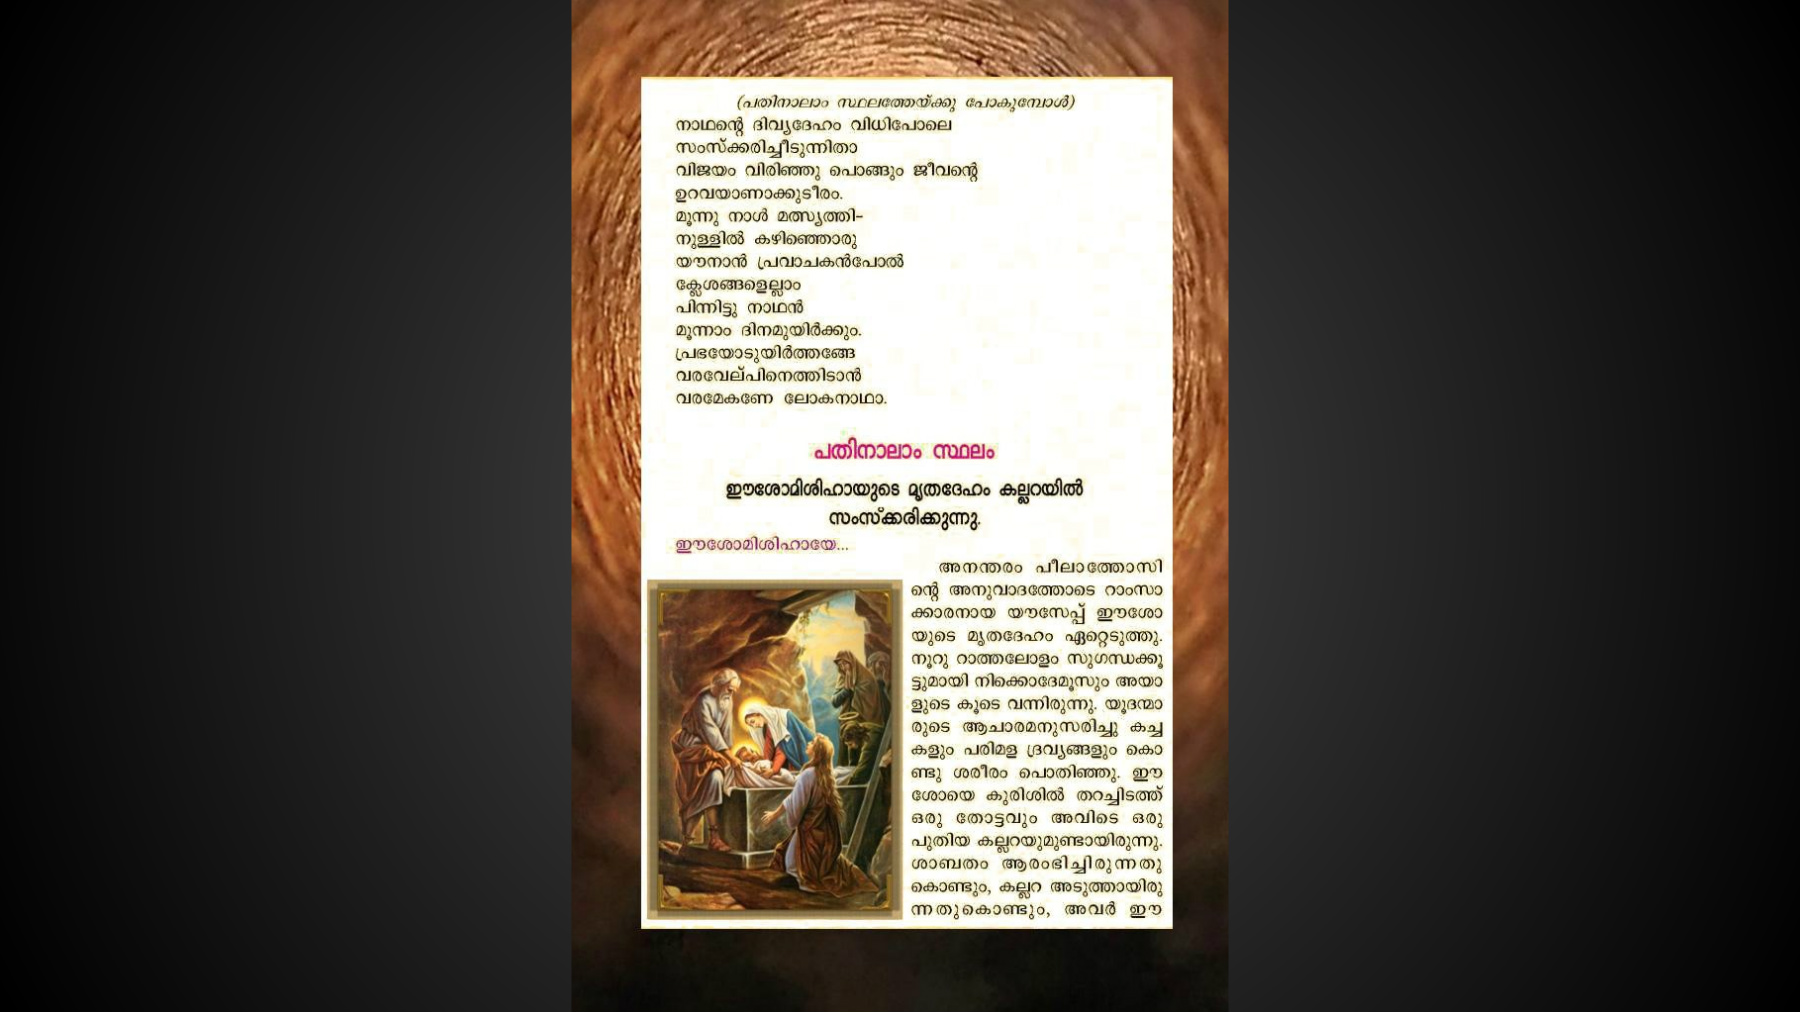 (പതിനാലാം സ്ഥലത്തേയ്ക്കു പോകുമ്പോൾ)
നാഥന്റെ ദിവ്യദേഹം വിധിപോലെ
സംസ്ക്കരിച്ചീടുന്നിതാ
വിജയം വിരിഞ്ഞു പൊങ്ങും ജീവന്റെ
ഉറവയാണാക്കുടീരം.
മൂന്നു നാൾ മത്സ്യത്തി-
നുള്ളിൽ കഴിഞ്ഞൊരു
യൗനാൻ പ്രവാചകൻപോൽ
ക്ലേശങ്ങളെല്ലാം
പിന്നിട്ടു നാഥൻ
മൂന്നാം ദിനമുയിർക്കും.
പ്രഭയോടുയിർത്തങ്ങേ
വരവേല്പിനെത്തിടാൻ
വരമേകണേ ലോകനാഥാ.
പതിനാലാം സ്ഥലം
ഈശോമിശിഹായുടെ മൃതദേഹം കല്ലറയിൽ
സംസ്ക്കരിക്കുന്നു.
ഈശോമിശിഹായേ...
അനന്തരം പീലാത്തോസി
ന്റെ അനുവാദത്തോടെ റാംസാ
ക്കാരനായ യൗസേപ്പ് ഈശോ
യുടെ മൃതദേഹം ഏറ്റെടുത്തു.
നൂറു റാത്തലോളം സുഗന്ധക്കൂ
ട്ടുമായി നിക്കൊദേമൂസും അയാ
ളുടെ കൂടെ വന്നിരുന്നു. യൂദന്മാ
രുടെ ആചാരമനുസരിച്ചു കച്ച
കളും പരിമള ദ്രവ്യങ്ങളും കൊ
ണ്ടു ശരീരം പൊതിഞ്ഞു. ഈ
ശോയെ കുരിശിൽ തറച്ചിടത്ത്
ഒരു തോട്ടവും അവിടെ ഒരു
പുതിയ കല്ലറയുമുണ്ടായിരുന്നു.
ശാബതം ആരംഭിച്ചിരുന്നതു
കൊണ്ടും, കല്ലറ അടുത്തായിരു
ന്നതുകൊണ്ടും, അവർ ഈ